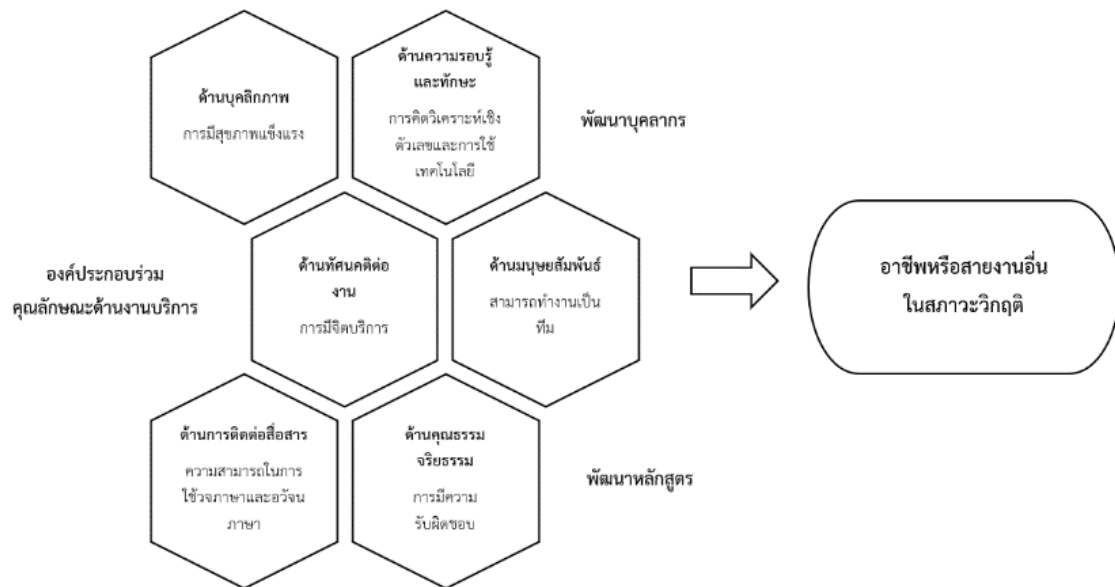 ด้านบุคลิกภาพ
การมีสุขภาพแข็งแรง
ด้านความรอบรู้
และทักษะ
การคิดวิเคราะห์เชิง
ตัวเลขและการใช้
เทคโนโลยี
พัฒนาบุคลากร
องค์ประกอบร่วม
คุณลักษณะด้านงานบริการ
ด้านทัศนคติต่อ
งาน
การมีจิตบริการ
ด้านมนุษยสัมพันธ์
สามารถทำงานเป็น
ทีม
อาชีพหรือสายงานอื่น
ในสภาวะวิกฤติ
ด้านการติดต่อสื่อสาร
ความสามารถในการ
ใช้วจภาษาและอวัจน
ภาษา
ด้านคุณธรรม
จริยธรรม
การมีความ
รับผิดชอบ
พัฒนาหลักสูตร